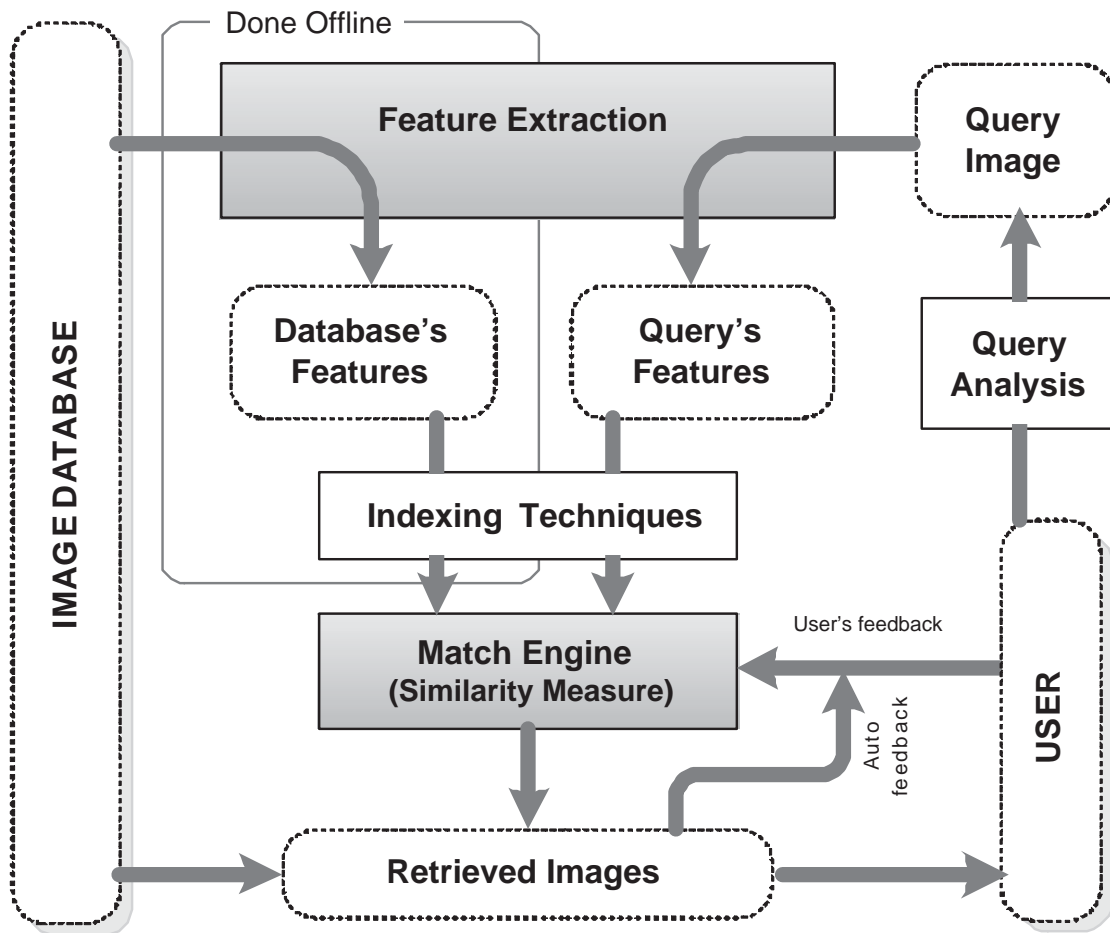 Done Offline
Feature Extraction
Query
Image
IMAGE DATABASE
Database's
Features
Query's
Features
Query
Analysis
Indexing Techniques
User's feedback
Match Engine
(Similarity Measure)
Auto
feedback
USER
Retrieved Images